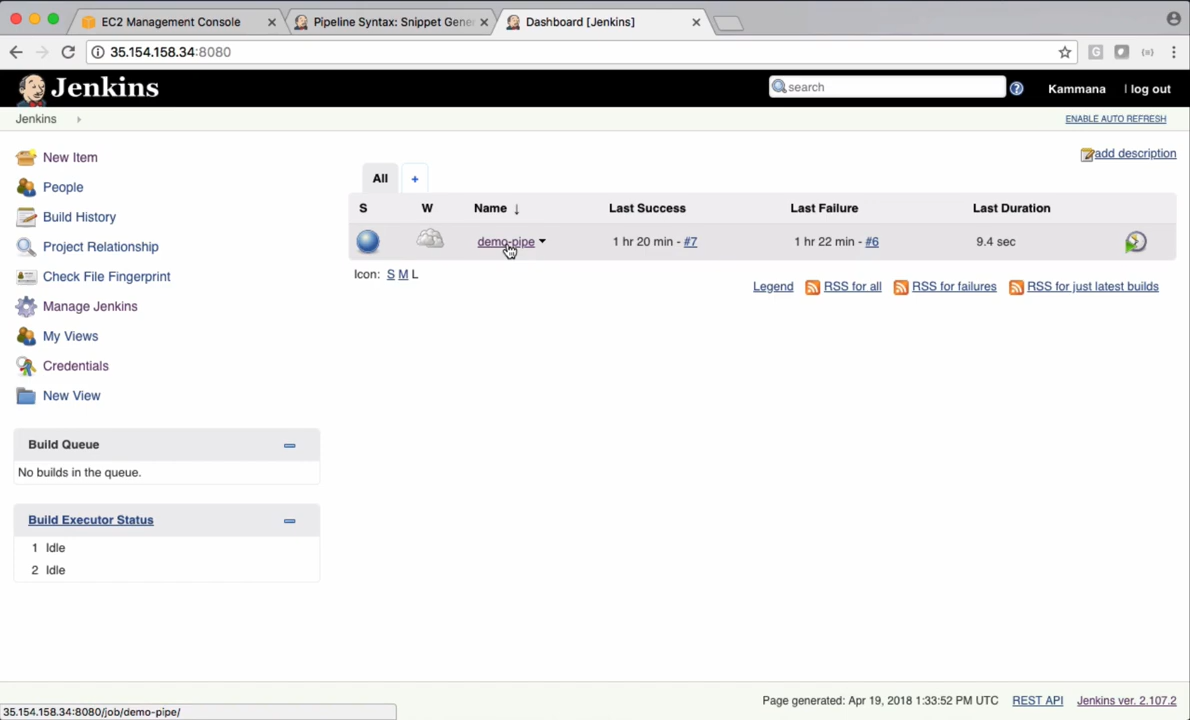 EC2 Management Console
Pipeline Syntax: Snippet Gene
Dashboard [Jenkins]
35.154.158.34:8080
Jenkins
search
Kammana
| log out
Jenkins
ENABLE AUTO REFRESH
New Item
People
Build History
Project Relationship
Check File Fingerprint
Manage Jenkins
My Views
Credentials
New View
add description
All
+
S W Name ↓ Last Success Last Failure Last Duration
demo-pipe 1 hr 20 min - #7 1 hr 22 min - #6 9.4 sec
Icon: S M L
Legend RSS for all RSS for failures RSS for just latest builds
Build Queue
No builds in the queue.
Build Executor Status
1 Idle
2 Idle
Page generated: Apr 19, 2018 1:33:52 PM UTC REST API Jenkins ver. 2.107.2
35.154.158.34:8080/job/demo-pipe/